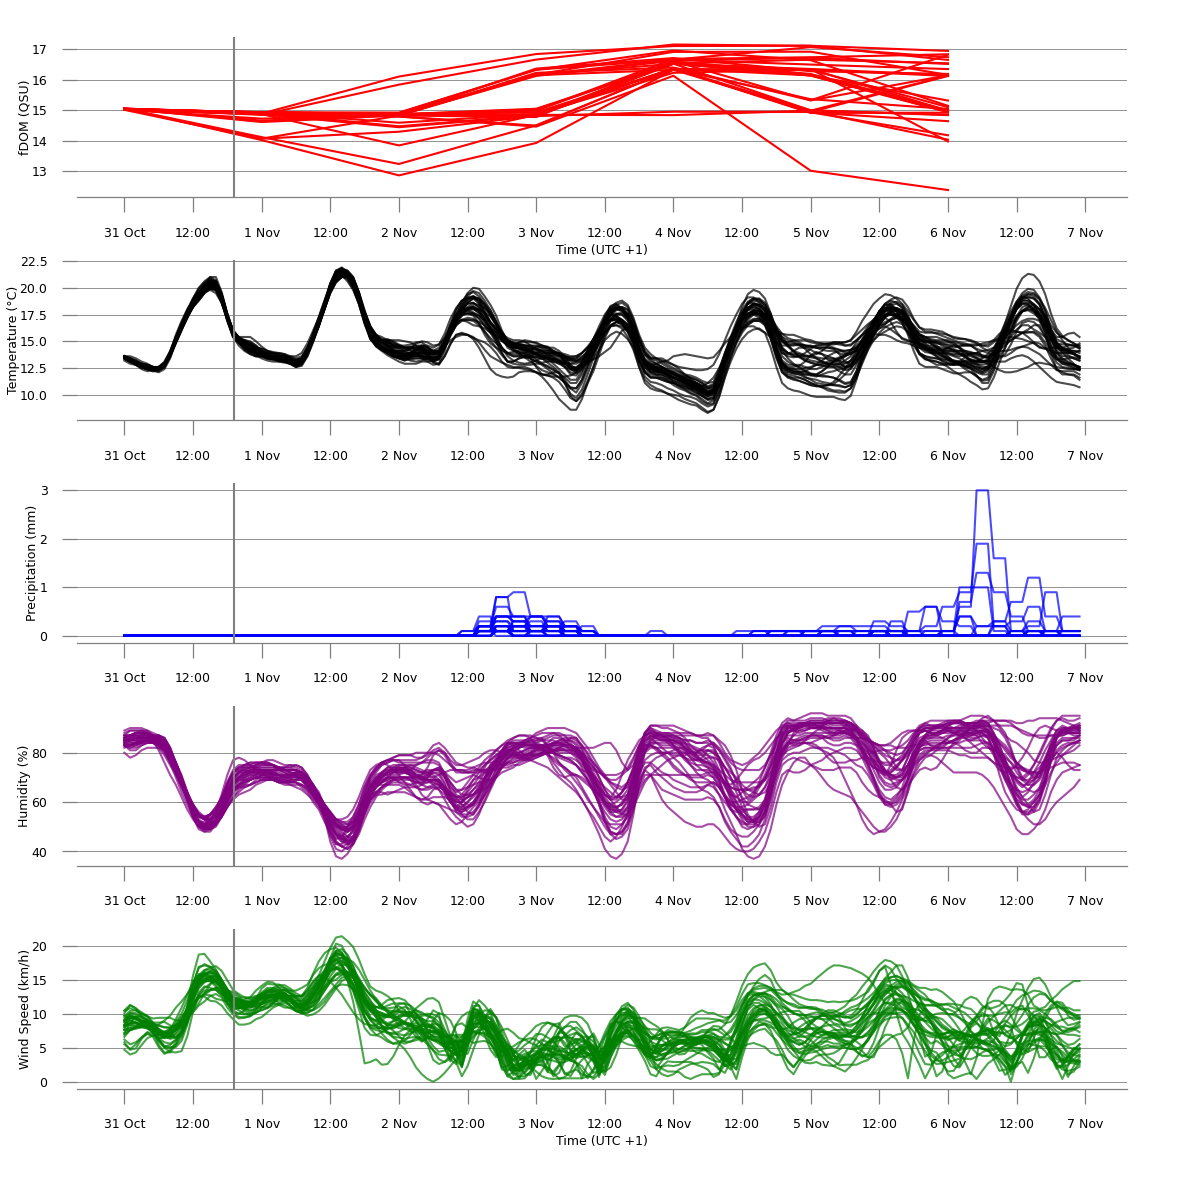 17
16
15
14
13
fDOM (QSU)
31 Oct 12:00 1 Nov 12:00 2 Nov 12:00 3 Nov 12:00 4 Nov 12:00 5 Nov 12:00 6 Nov 12:00 7 Nov
Time (UTC +1)
22.5
20.0
17.5
15.0
12.5
10.0
Temperature (°C)
31 Oct 12:00 1 Nov 12:00 2 Nov 12:00 3 Nov 12:00 4 Nov 12:00 5 Nov 12:00 6 Nov 12:00 7 Nov
3
2
1
0
Precipitation (mm)
31 Oct 12:00 1 Nov 12:00 2 Nov 12:00 3 Nov 12:00 4 Nov 12:00 5 Nov 12:00 6 Nov 12:00 7 Nov
80
60
40
Humidity (%)
31 Oct 12:00 1 Nov 12:00 2 Nov 12:00 3 Nov 12:00 4 Nov 12:00 5 Nov 12:00 6 Nov 12:00 7 Nov
20
15
10
5
0
Wind Speed (km/h)
31 Oct 12:00 1 Nov 12:00 2 Nov 12:00 3 Nov 12:00 4 Nov 12:00 5 Nov 12:00 6 Nov 12:00 7 Nov
Time (UTC +1)